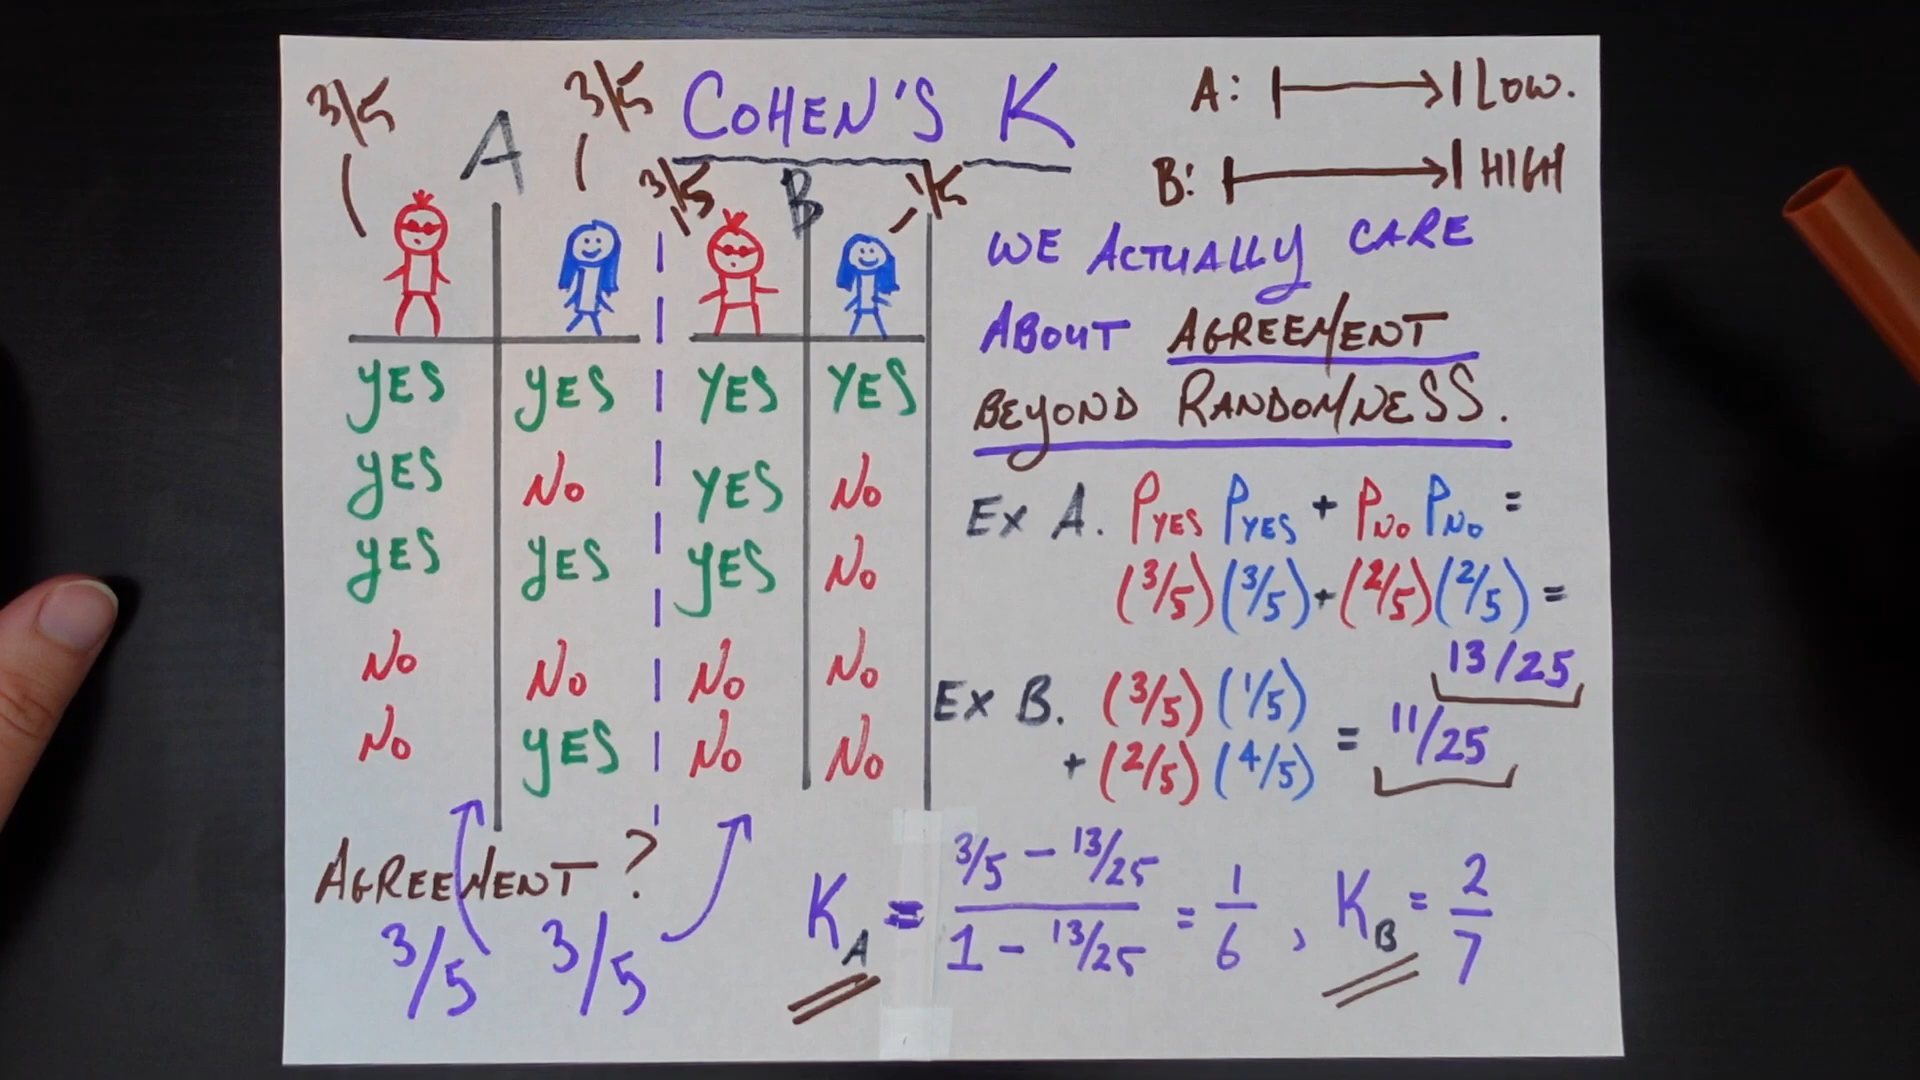 COHEN'S K
3/5
A
3/5
3/5
B
1/5
YES YES YES YES
YES NO YES NO
YES YES YES NO
NO NO NO NO
NO YES NO NO
AGREEMENT?
3/5 3/5
A: LOW.
B: HIGH
WE ACTUALLY CARE
ABOUT AGREEMENT
BEYOND RANDOMNESS.
EX A. PYES PYES + PNO PNO =
(3/5)(3/5)+(2/5)(2/5) =
13/25
EX B. (3/5)(1/5)
+ (2/5)(4/5) = 11/25
KA = 3/5 - 13/25 / 1 - 13/25 = 1/6, KB = 2/7